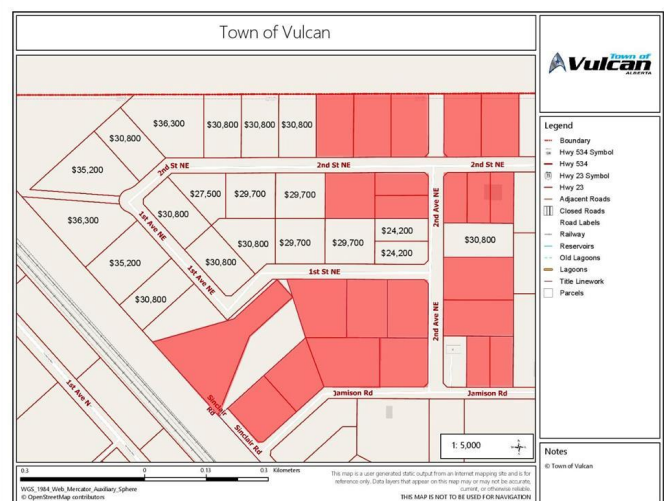 Town of Vulcan
Town of
Vulcan
ALBERTA
Legend
Boundary
Hwy 534 Symbol
Hwy 534
Hwy 23 Symbol
Hwy 23
Adjacent Roads
Closed Roads
Road Labels
Railway
Reservoirs
Old Lagoons
Lagoons
Title Linework
Parcels
$36,300
$30,800
$30,800
$30,800
$30,800
$35,200
2nd St NE
2nd St NE
2nd St NE
$27,500
$29,700
$29,700
$36,300
$30,800
1st Ave NE
2nd Ave NE
$24,200
$30,800
$29,700
$29,700
$24,200
$30,800
$35,200
$30,800
1st Ave NE
1st St NE
$30,800
2nd Ave NE
1st Ave N
Sinclair
Rd
Sinclair Rd
Jamison Rd
Jamison Rd
1: 5,000
Notes
© Town of Vulcan
0.3
0
0.15
0.3
Kilometers
WGS_1984_Web_Mercator_Auxiliary_Sphere
© OpenStreetMap contributors
This map is a user generated static output from an Internet mapping site and is for
reference only. Data layers that appear on this map may or may not be accurate,
current, or otherwise reliable.
THIS MAP IS NOT TO BE USED FOR NAVIGATION